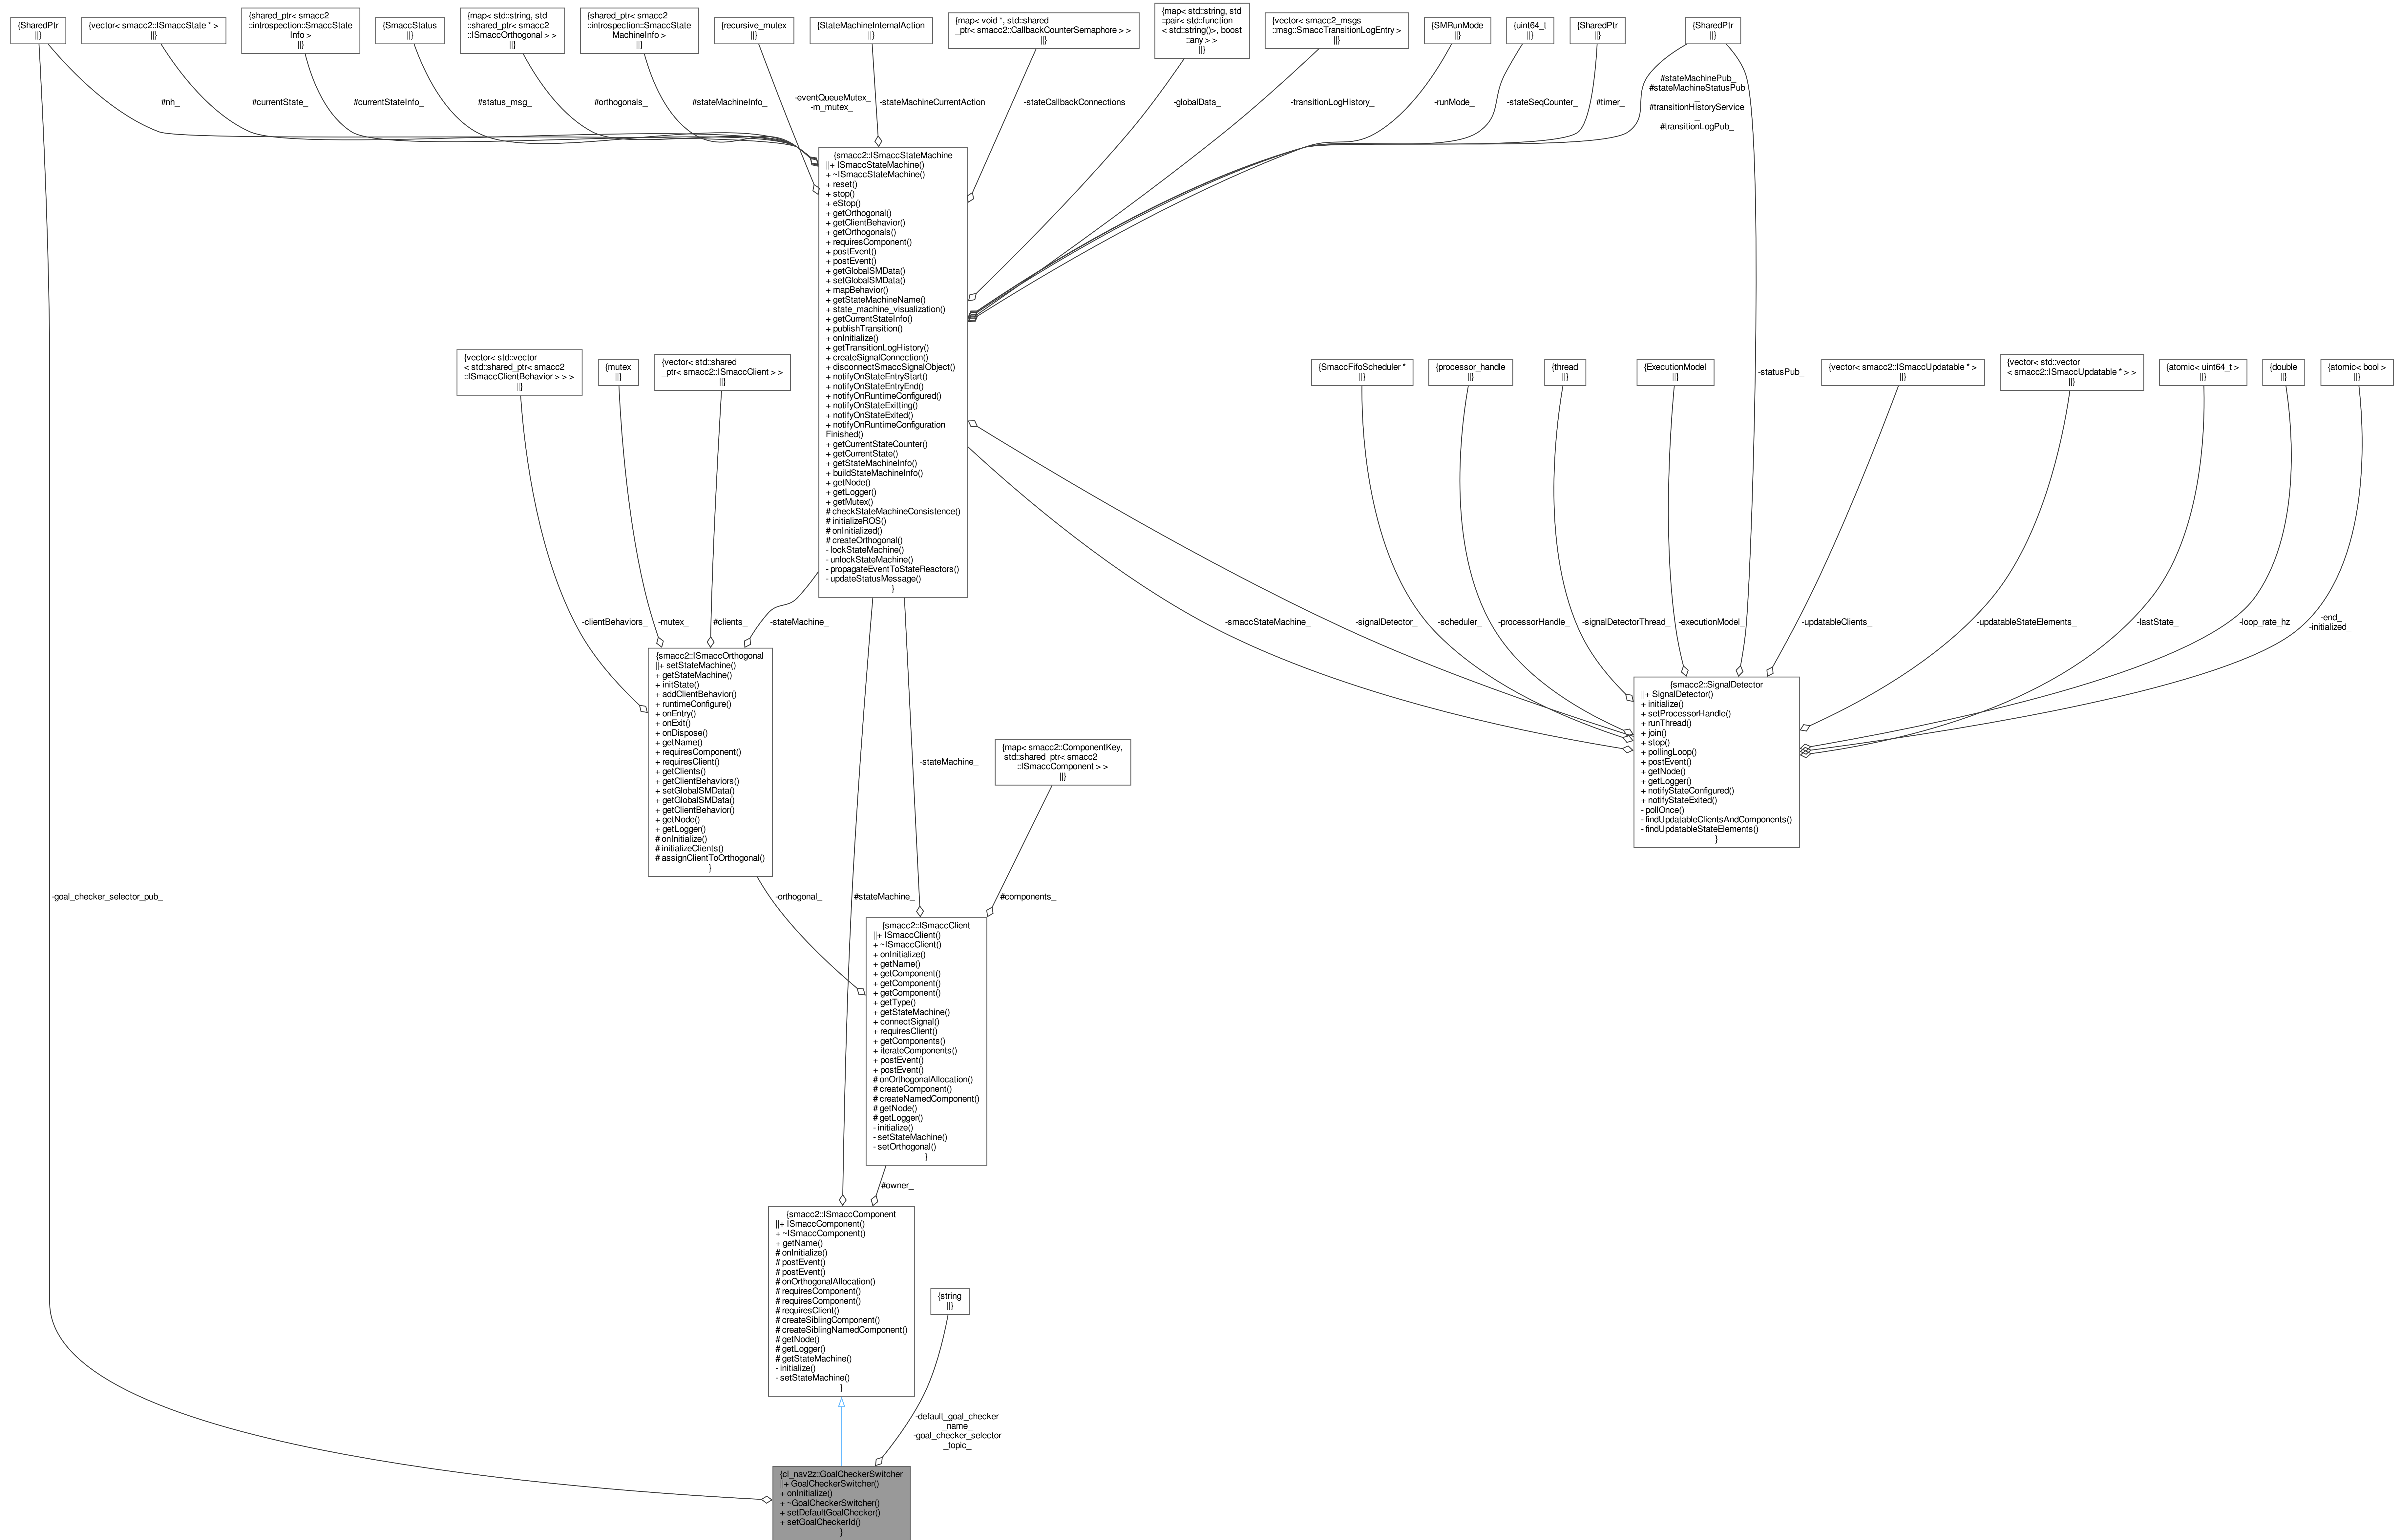 {SharedPtr
||}
{vector< smacc2::ISmaccState * >
||}
{shared_ptr< smacc2
::introspection::SmaccState
Info >
||}
{SmaccStatus
||}
{map< std::string, std
::shared_ptr< smacc2
::ISmaccOrthogonal > >
||}
{shared_ptr< smacc2
::introspection::SmaccState
MachineInfo >
||}
{recursive_mutex
||}
{StateMachineInternalAction
||}
{map< void *, std::shared
_ptr< smacc2::CallbackCounterSemaphore > >
||}
{map< std::string, std
::pair< std::function
< std::string()>, boost
::any > >
||}
{vector< smacc2_msgs
::msg::SmaccTransitionLogEntry >
||}
{SMRunMode
||}
{uint64_t
||}
{SharedPtr
||}
{SharedPtr
||}
#nh_
#currentState_
#currentStateInfo_
#status_msg_
#orthogonals_
#stateMachineInfo_
-eventQueueMutex_
-m_mutex_
-stateMachineCurrentAction
-stateCallbackConnections
-globalData_
-transitionLogHistory_
-runMode_
-stateSeqCounter_
#timer_
#stateMachinePub_
#stateMachineStatusPub
_
#transitionHistoryService
_
#transitionLogPub_
{smacc2::ISmaccStateMachine
||+ ISmaccStateMachine()
+ ~ISmaccStateMachine()
+ reset()
+ stop()
+ eStop()
+ getOrthogonal()
+ getClientBehavior()
+ getOrthogonals()
+ requiresComponent()
+ postEvent()
+ postEvent()
+ getGlobalSMData()
+ setGlobalSMData()
+ mapBehavior()
+ getStateMachineName()
+ state_machine_visualization()
+ getCurrentStateInfo()
+ publishTransition()
+ onInitialize()
+ getTransitionLogHistory()
+ createSignalConnection()
+ disconnectSmaccSignalObject()
+ notifyOnStateEntryStart()
+ notifyOnStateEntryEnd()
+ notifyOnRuntimeConfigured()
+ notifyOnStateExitting()
+ notifyOnStateExited()
+ notifyOnRuntimeConfiguration
Finished()
+ getCurrentStateCounter()
+ getCurrentState()
+ getStateMachineInfo()
+ buildStateMachineInfo()
+ getNode()
+ getLogger()
+ getMutex()
# checkStateMachineConsistence()
# initializeROS()
# onInitialized()
# createOrthogonal()
- lockStateMachine()
- unlockStateMachine()
- propagateEventToStateReactors()
- updateStatusMessage()
}
{vector< std::vector
< std::shared_ptr< smacc2
::ISmaccClientBehavior > > >
||}
{mutex
||}
{vector< std::shared
_ptr< smacc2::ISmaccClient > >
||}
{SmaccFifoScheduler *
||}
{processor_handle
||}
{thread
||}
{ExecutionModel
||}
-statusPub_
{vector< smacc2::ISmaccUpdatable * >
||}
{vector< std::vector
< smacc2::ISmaccUpdatable * > >
||}
{atomic< uint64_t >
||}
{double
||}
{atomic< bool >
||}
-clientBehaviors_
-mutex_
#clients_
-stateMachine_
-smaccStateMachine_
-signalDetector_
-scheduler_
-processorHandle_
-signalDetectorThread_
-executionModel_
-updatableClients_
-updatableStateElements_
-lastState_
-loop_rate_hz
-end_
-initialized_
{smacc2::ISmaccOrthogonal
||+ setStateMachine()
+ getStateMachine()
+ initState()
+ addClientBehavior()
+ runtimeConfigure()
+ onEntry()
+ onExit()
+ onDispose()
+ getName()
+ requiresComponent()
+ requiresClient()
+ getClients()
+ getClientBehaviors()
+ setGlobalSMData()
+ getGlobalSMData()
+ getClientBehavior()
+ getNode()
+ getLogger()
# onInitialize()
# initializeClients()
# assignClientToOrthogonal()
}
{smacc2::SignalDetector
||+ SignalDetector()
+ initialize()
+ setProcessorHandle()
+ runThread()
+ join()
+ stop()
+ pollingLoop()
+ postEvent()
+ getNode()
+ getLogger()
+ notifyStateConfigured()
+ notifyStateExited()
- pollOnce()
- findUpdatableClientsAndComponents()
- findUpdatableStateElements()
}
-stateMachine_
{map< smacc2::ComponentKey,
std::shared_ptr< smacc2
::ISmaccComponent > >
||}
-goal_checker_selector_pub_
-orthogonal_
#stateMachine_
#components_
{smacc2::ISmaccClient
||+ ISmaccClient()
+ ~ISmaccClient()
+ onInitialize()
+ getName()
+ getComponent()
+ getComponent()
+ getComponent()
+ getType()
+ getStateMachine()
+ connectSignal()
+ requiresClient()
+ getComponents()
+ iterateComponents()
+ postEvent()
+ postEvent()
# onOrthogonalAllocation()
# createComponent()
# createNamedComponent()
# getNode()
# getLogger()
- initialize()
- setStateMachine()
- setOrthogonal()
}
#owner_
{smacc2::ISmaccComponent
||+ ISmaccComponent()
+ ~ISmaccComponent()
+ getName()
# onInitialize()
# postEvent()
# postEvent()
# onOrthogonalAllocation()
# requiresComponent()
# requiresComponent()
# requiresClient()
# createSiblingComponent()
# createSiblingNamedComponent()
# getNode()
# getLogger()
# getStateMachine()
- initialize()
- setStateMachine()
}
{string
||}
-default_goal_checker
_name_
-goal_checker_selector
_topic_
{cl_nav2z::GoalCheckerSwitcher
||+ GoalCheckerSwitcher()
+ onInitialize()
+ ~GoalCheckerSwitcher()
+ setDefaultGoalChecker()
+ setGoalCheckerId()
}